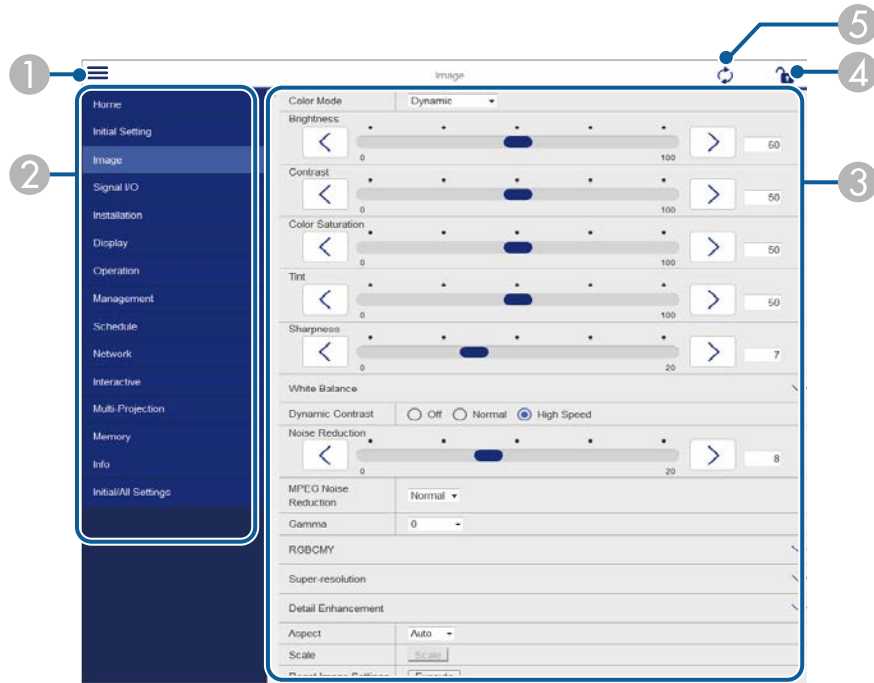 5
1
Image
4
2
3
Home
Initial Setting
Image
Signal I/O
Installation
Display
Operation
Management
Schedule
Network
Interactive
Multi-Projection
Memory
Info
Initial/All Settings
Color Mode Dynamic
Brightness
0 100 50
Contrast
0 100 50
Color Saturation
0 100 50
Tint
0 100 50
Sharpness
0 20 7
White Balance
Dynamic Contrast Off Normal High Speed
Noise Reduction
0 20 8
MPEG Noise
Reduction Normal
Gamma 0
RGBCMY
Super-resolution
Detail Enhancement
Aspect Auto
Scale Scale
Reset Image Settings Execute